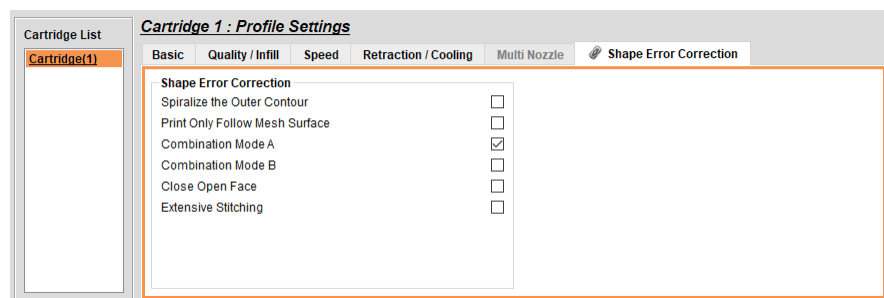 Cartridge List
Cartridge(1)
Cartridge 1 : Profile Settings
Basic Quality / Infill Speed Retraction / Cooling Multi Nozzle Shape Error Correction
Shape Error Correction
Spiralize the Outer Contour
Print Only Follow Mesh Surface
Combination Mode A
Combination Mode B
Close Open Face
Extensive Stitching